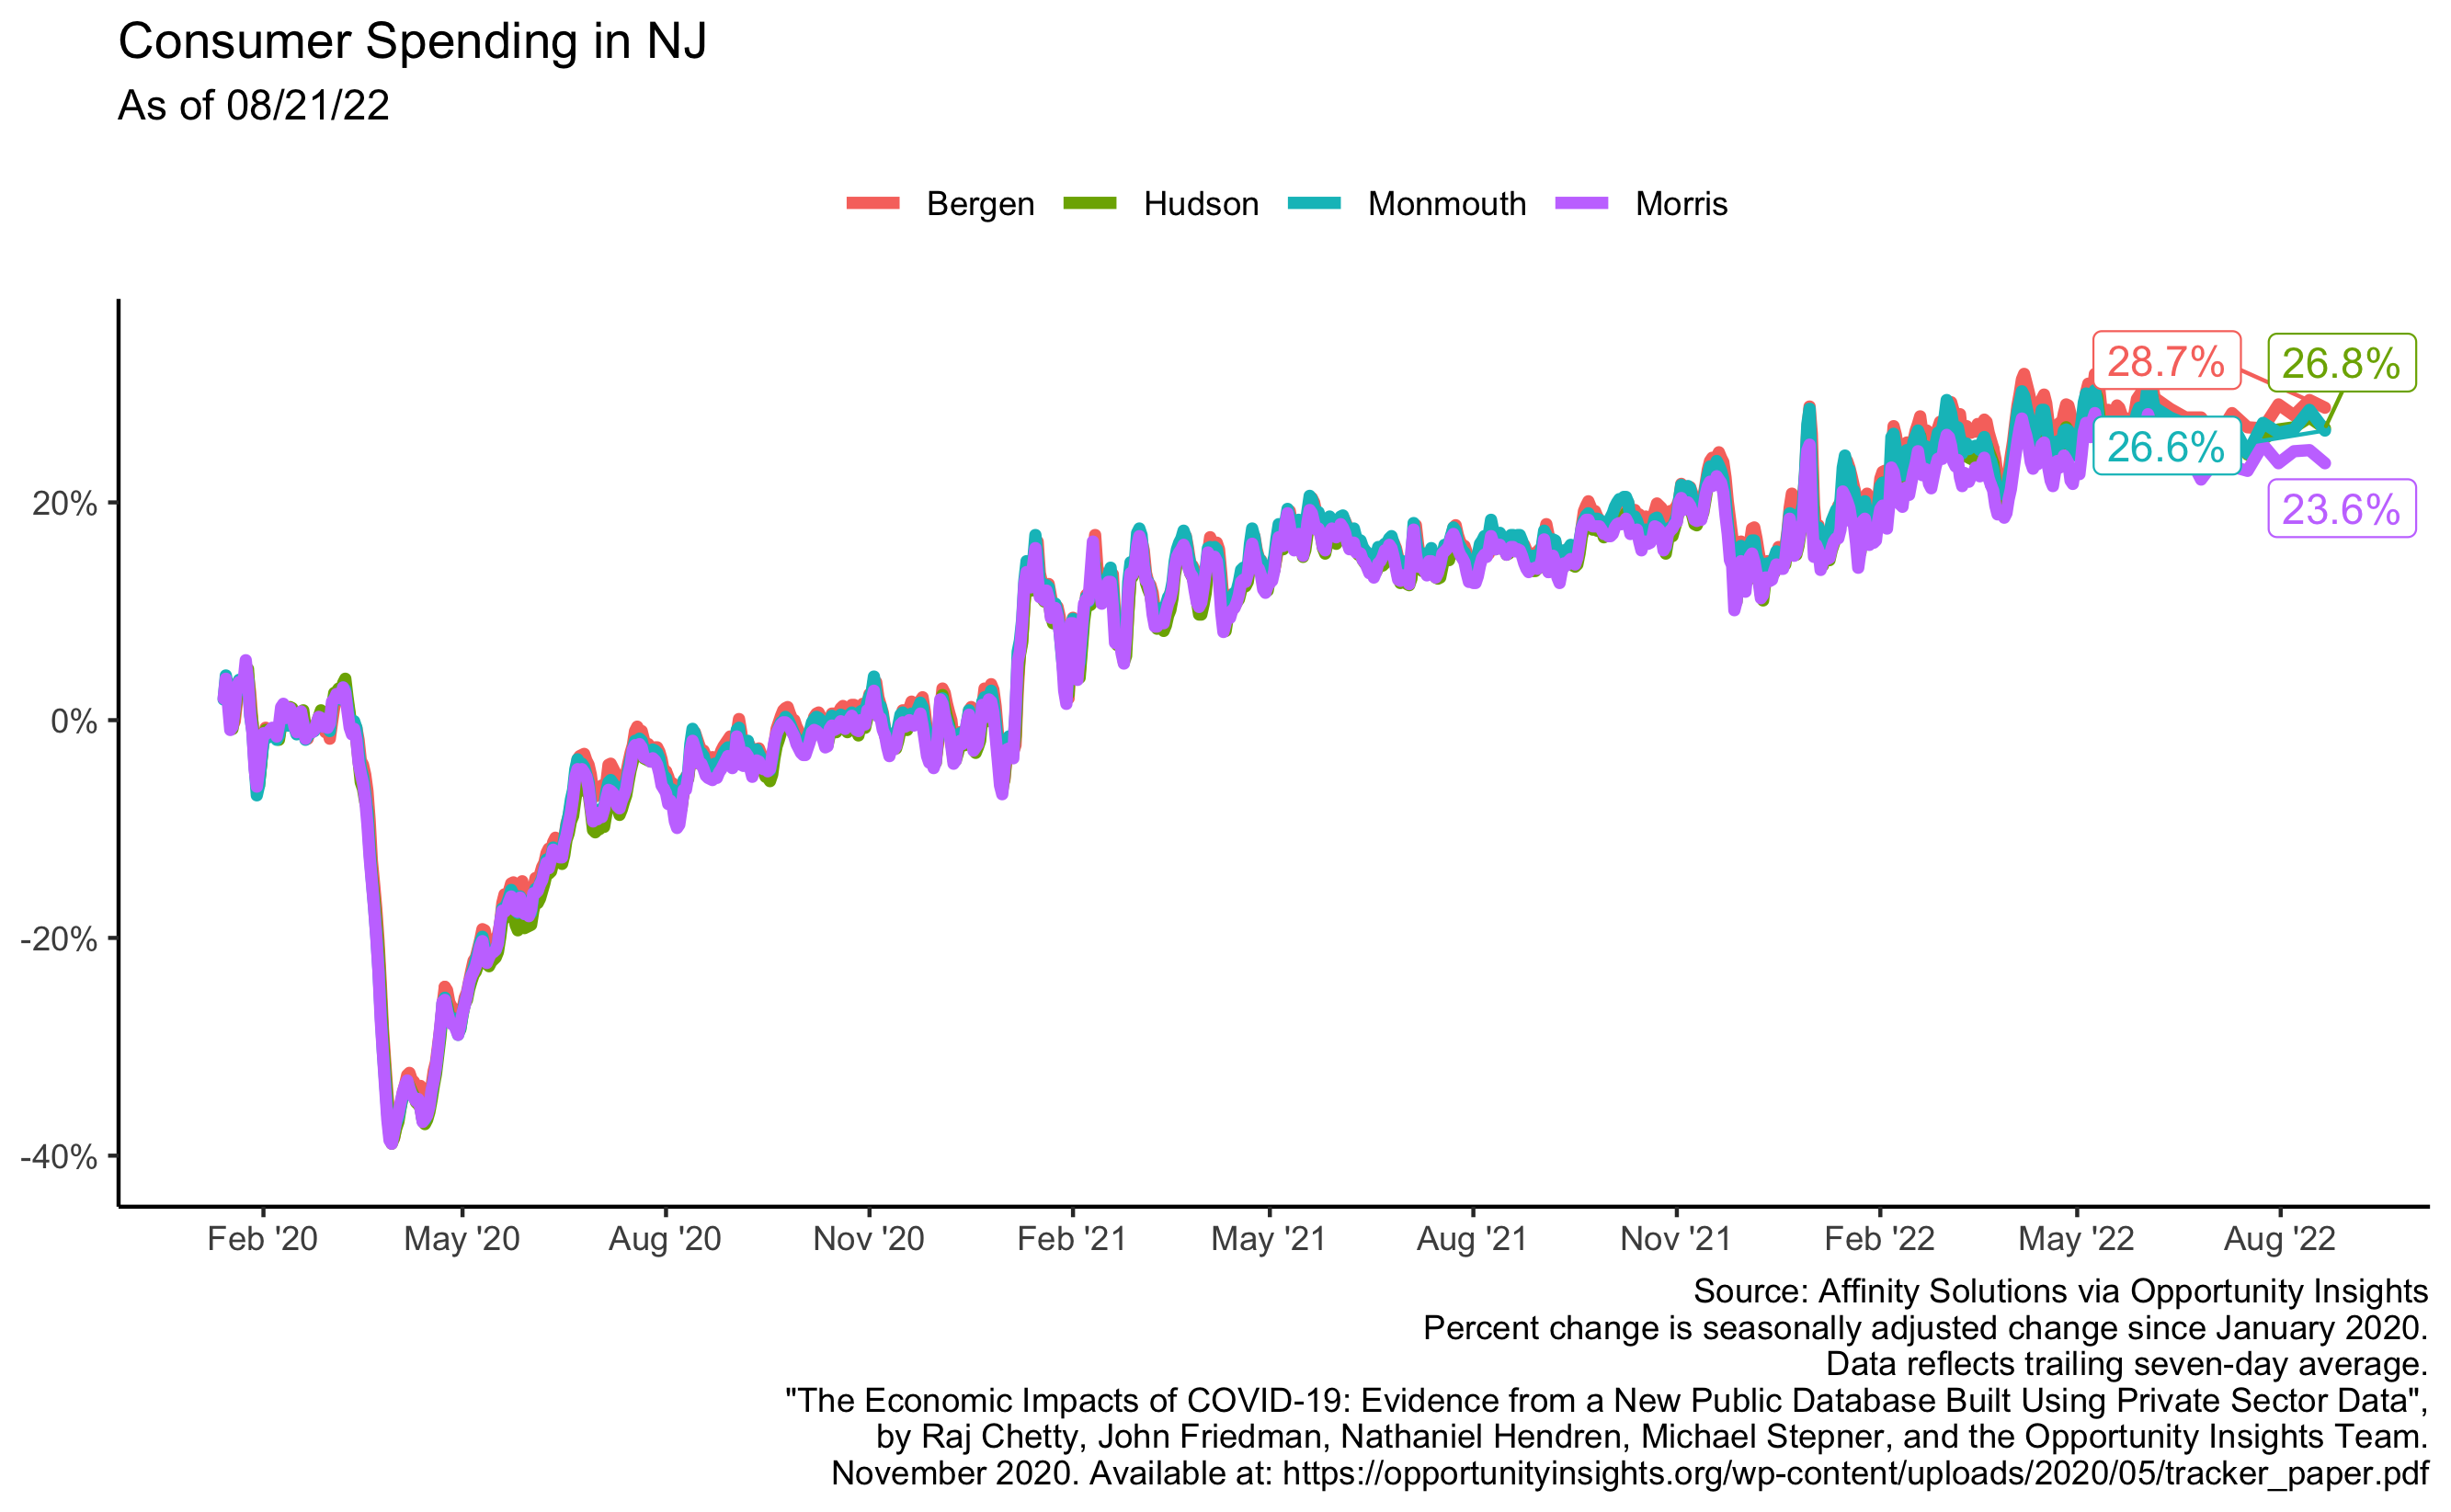 Consumer Spending in NJ
As of 08/21/22
Bergen Hudson Monmouth Morris
28.7% 26.8%
26.6%
23.6%
20%
0%
-20%
-40%
Feb '20 May '20 Aug '20 Nov '20 Feb '21 May '21 Aug '21 Nov '21 Feb '22 May '22 Aug '22
Source: Affinity Solutions via Opportunity Insights
Percent change is seasonally adjusted change since January 2020.
Data reflects trailing seven-day average.
"The Economic Impacts of COVID-19: Evidence from a New Public Database Built Using Private Sector Data",
by Raj Chetty, John Friedman, Nathaniel Hendren, Michael Stepner, and the Opportunity Insights Team.
November 2020. Available at: https://opportunityinsights.org/wp-content/uploads/2020/05/tracker_paper.pdf